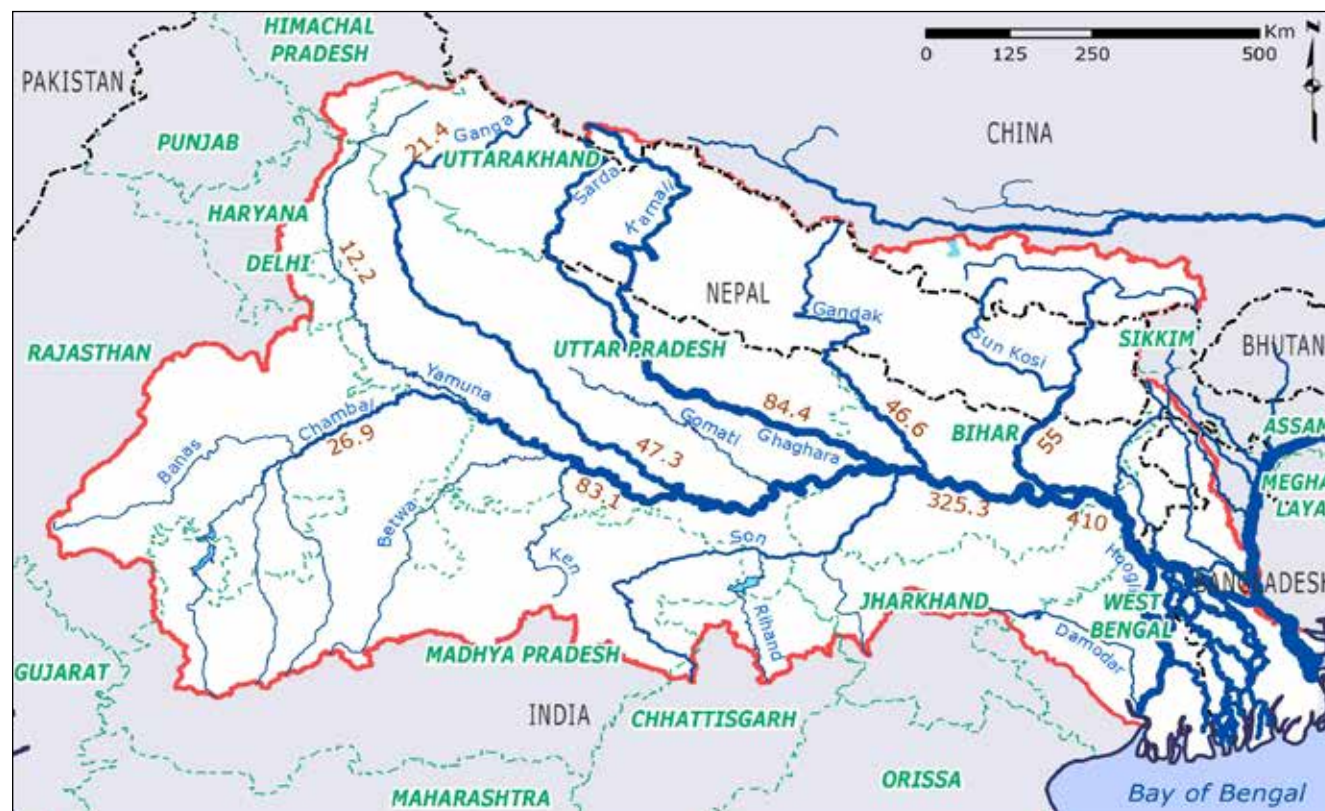 HIMACHAL
PRADESH
Km
N
0
125
250
500
PAKISTAN
CHINA
PUNJAB
21.4
Ganga
UTTARAKHAND
Sarda
Karnali
HARYANA
12.2
DELHI
NEPAL
Gandak
Sun Kosi
SIKKIM
BHUTAN
RAJASTHAN
UTTAR PRADESH
Yamuna
Chambal
26.9
Banas
84.4
46.6
Gomati
Ghaghara
BIHAR
55
ASSAM
MEGHA
LAYA
47.3
83.1
325.3
410
Betwa
Ken
Son
Hoogli
BANGLADESH
JHARKHAND
WEST
BENGAL
Rihand
Damodar
MADHYA PRADESH
GUJARAT
INDIA
CHHATTISGARH
ORISSA
MAHARASHTRA
Bay of Bengal